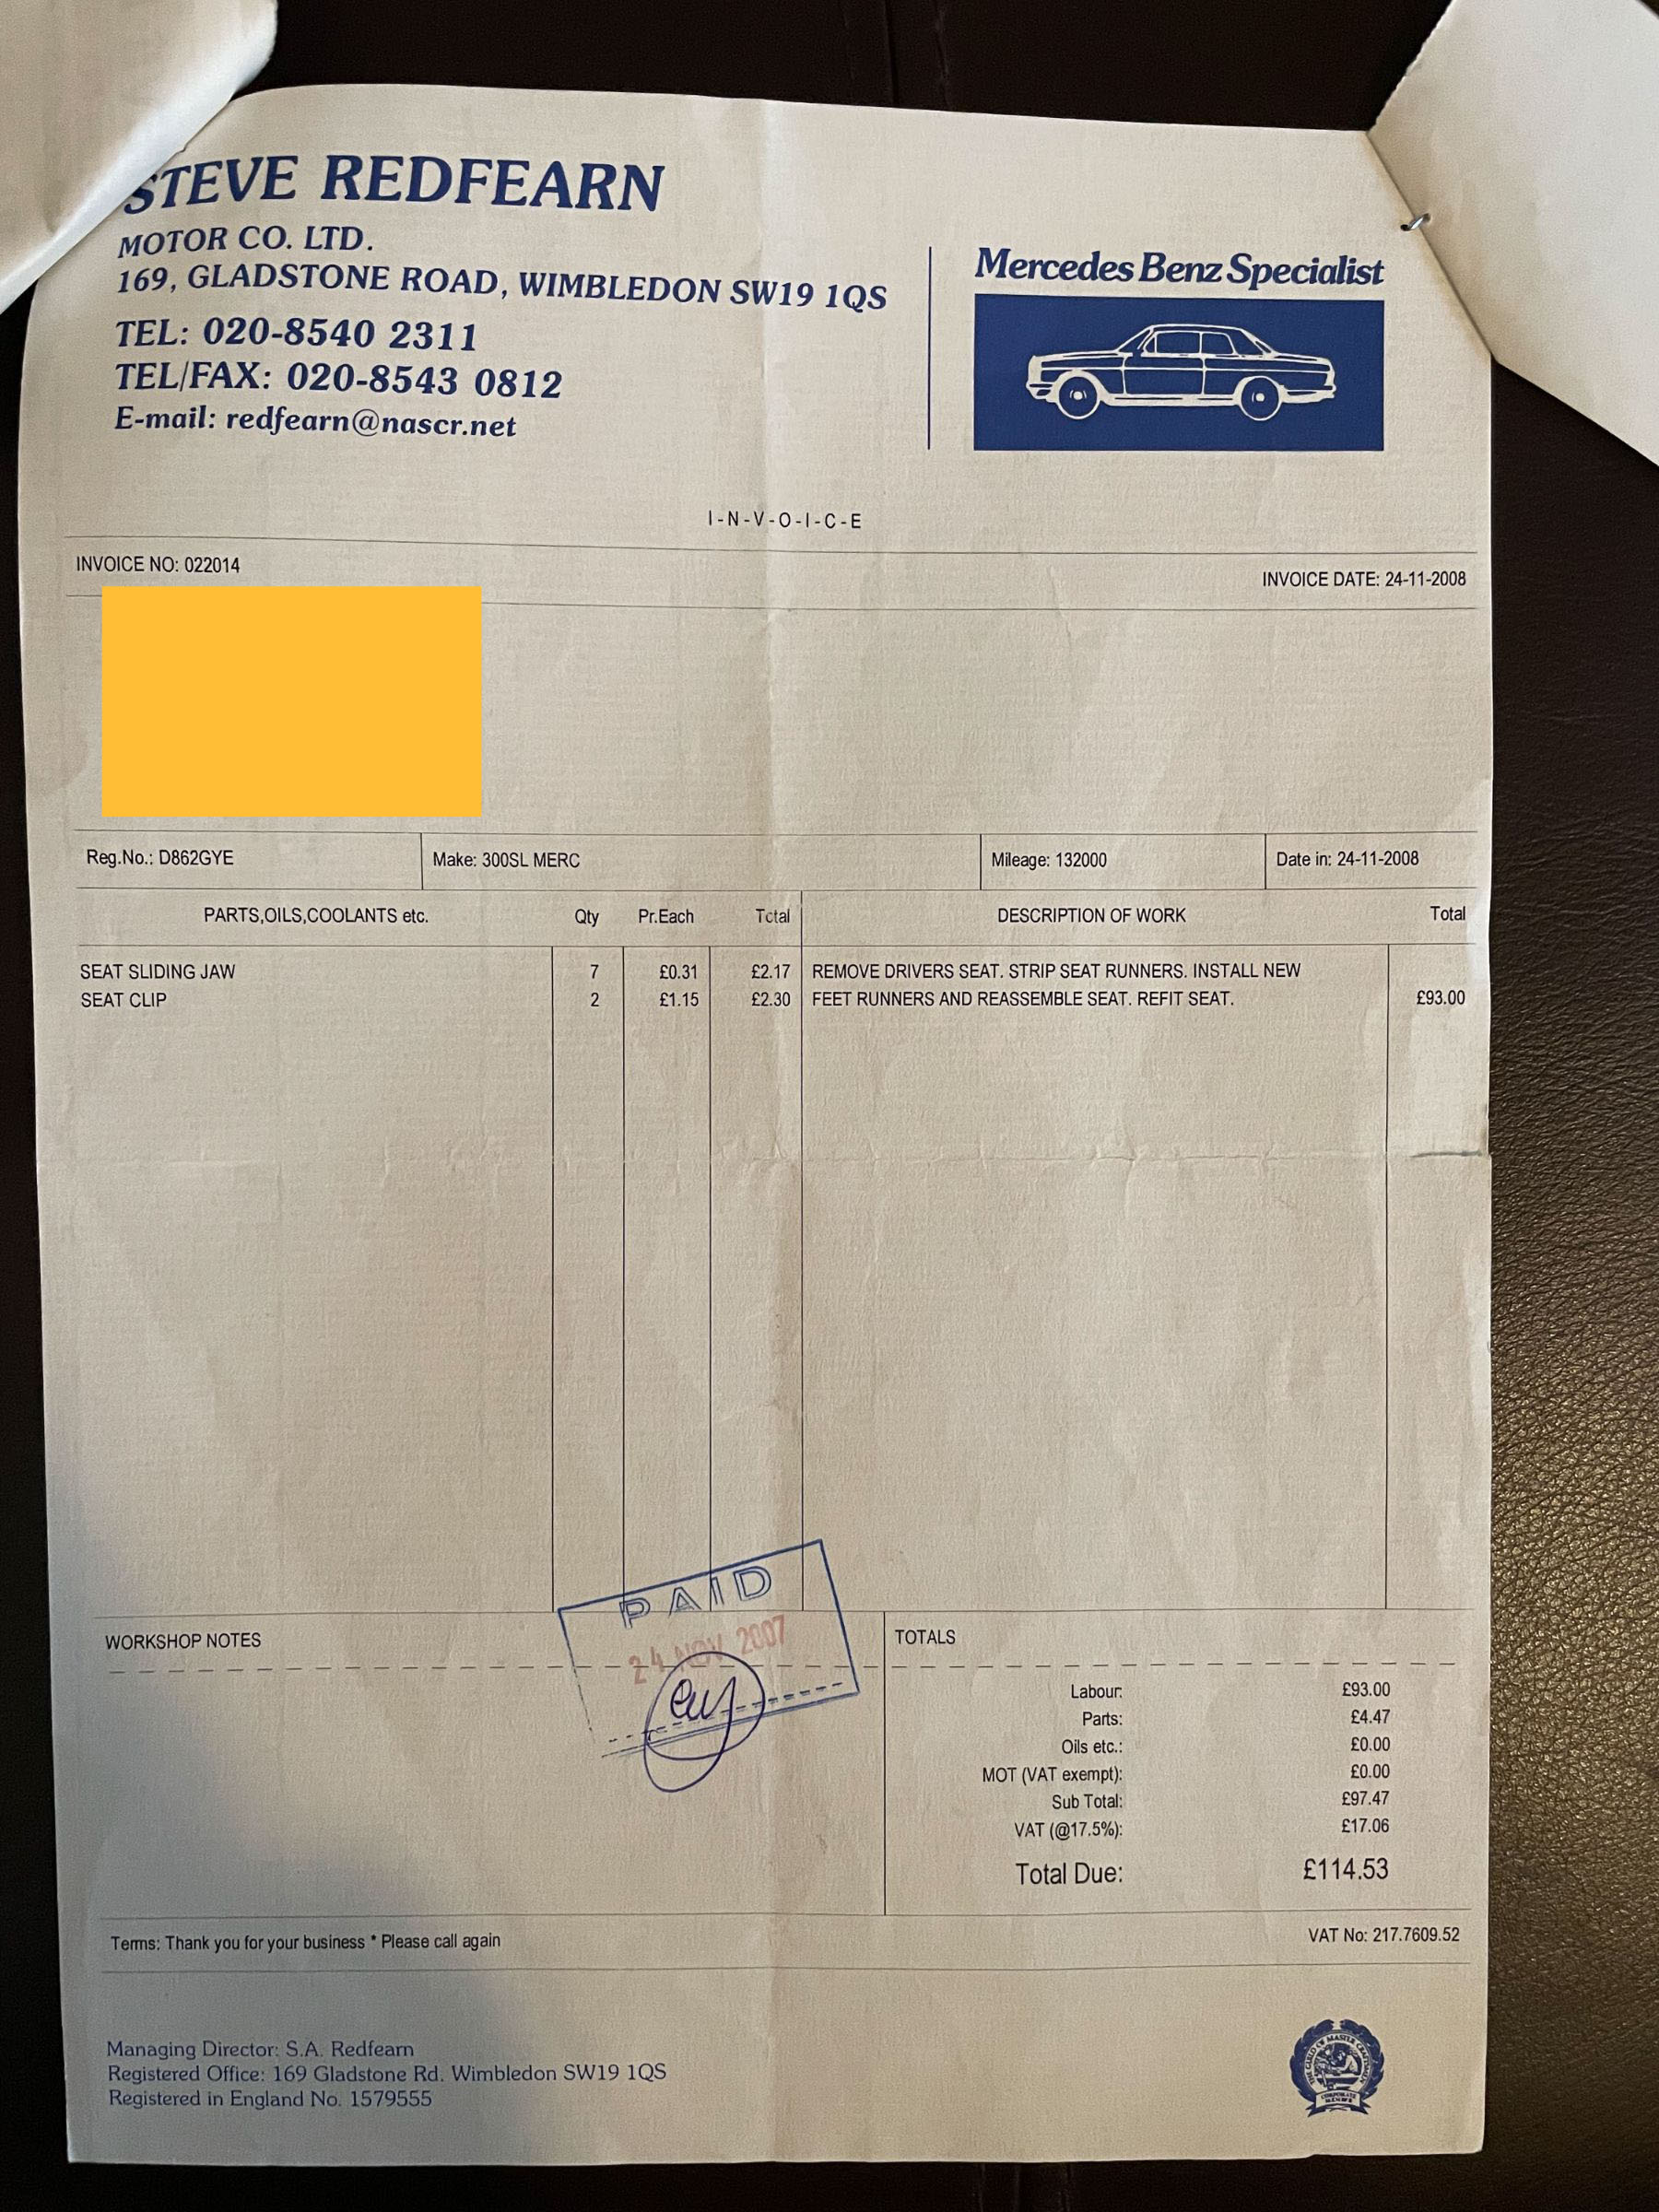 STEVE REDFEARN
MOTOR CO. LTD.
169, GLADSTONE ROAD, WIMBLEDON SW19 1QS
TEL: 020-8540 2311
TEL/FAX: 020-8543 0812
E-mail: redfearn@nascr.net
Mercedes Benz Specialist
I-N-V-O-I-C-E
INVOICE NO: 022014
INVOICE DATE: 24-11-2008
Reg.No.: D862GYE Make: 300SL MERC Mileage: 132000 Date in: 24-11-2008
PARTS,OILS,COOLANTS etc. Qty Pr.Each Total DESCRIPTION OF WORK Total
SEAT SLIDING JAW 7 £0.31 £2.17 REMOVE DRIVERS SEAT. STRIP SEAT RUNNERS. INSTALL NEW
SEAT CLIP 2 £1.15 £2.30 FEET RUNNERS AND REASSEMBLE SEAT. REFIT SEAT. £93.00
PAID
24 NOV 2007
WORKSHOP NOTES
TOTALS
Labour: £93.00
Parts: £4.47
Oils etc.: £0.00
MOT (VAT exempt): £0.00
Sub Total: £97.47
VAT (@17.5%): £17.06
Total Due: £114.53
Terms: Thank you for your business * Please call again
VAT No: 217.7609.52
Managing Director: S.A. Redfearn
Registered Office: 169 Gladstone Rd. Wimbledon SW19 1QS
Registered in England No. 1579555